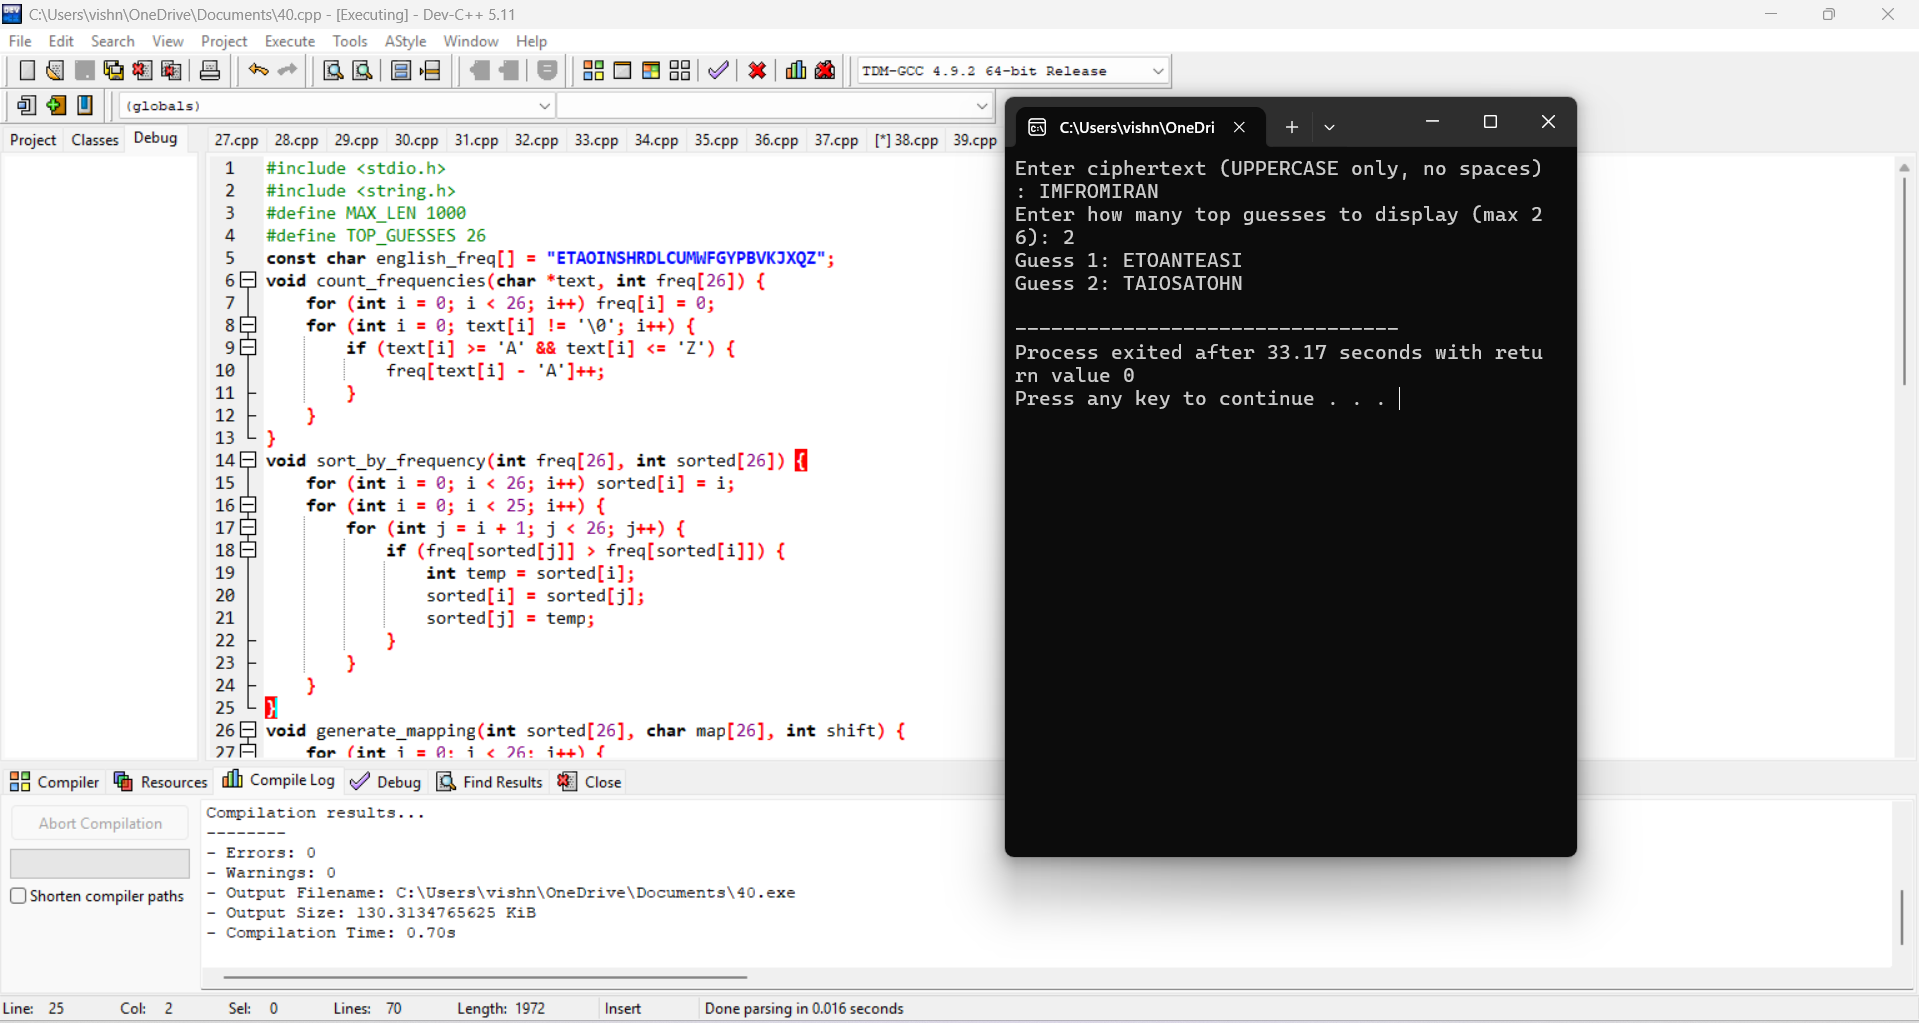 C:\Users\vishn\OneDrive\Documents\40.cpp - [Executing] - Dev-C++ 5.11
File Edit Search View Project Execute Tools AStyle Window Help
TDM-GCC 4.9.2 64-bit Release
(globals)
Project Classes Debug
27.cpp 28.cpp 29.cpp 30.cpp 31.cpp 32.cpp 33.cpp 34.cpp 35.cpp 36.cpp 37.cpp [*] 38.cpp 39.cpp
1 #include <stdio.h>
2 #include <string.h>
3 #define MAX_LEN 1000
4 #define TOP_GUESSES 26
5 const char english_freq[] = "ETAOINSHRDLCUMWFGYPBVKJXQZ";
6 void count_frequencies(char *text, int freq[26]) {
7 for (int i = 0; i < 26; i++) freq[i] = 0;
8 for (int i = 0; text[i] != '\0'; i++) {
9 if (text[i] >= 'A' && text[i] <= 'Z') {
10 freq[text[i] - 'A']++;
11 }
12 }
13 }
14 void sort_by_frequency(int freq[26], int sorted[26]) {
15 for (int i = 0; i < 26; i++) sorted[i] = i;
16 for (int i = 0; i < 25; i++) {
17 for (int j = i + 1; j < 26; j++) {
18 if (freq[sorted[j]] > freq[sorted[i]]) {
19 int temp = sorted[i];
20 sorted[i] = sorted[j];
21 sorted[j] = temp;
22 }
23 }
24 }
25 }
26 void generate_mapping(int sorted[26], char map[26], int shift) {
27 for (int i = 0; i < 26; i++) {
C:\Users\vishn\OneDri
Enter ciphertext (UPPERCASE only, no spaces)
: IMFROMIRAN
Enter how many top guesses to display (max 2
6): 2
Guess 1: ETOANTEASI
Guess 2: TAIOSATOHN
--------------------------------
Process exited after 33.17 seconds with retu
rn value 0
Press any key to continue . . .
Compiler Resources Compile Log Debug Find Results Close
Abort Compilation
Shorten compiler paths
Compilation results...
--------
- Errors: 0
- Warnings: 0
- Output Filename: C:\Users\vishn\OneDrive\Documents\40.exe
- Output Size: 130.3134765625 KiB
- Compilation Time: 0.70s
Line: 25 Col: 2 Sel: 0 Lines: 70 Length: 1972 Insert Done parsing in 0.016 seconds